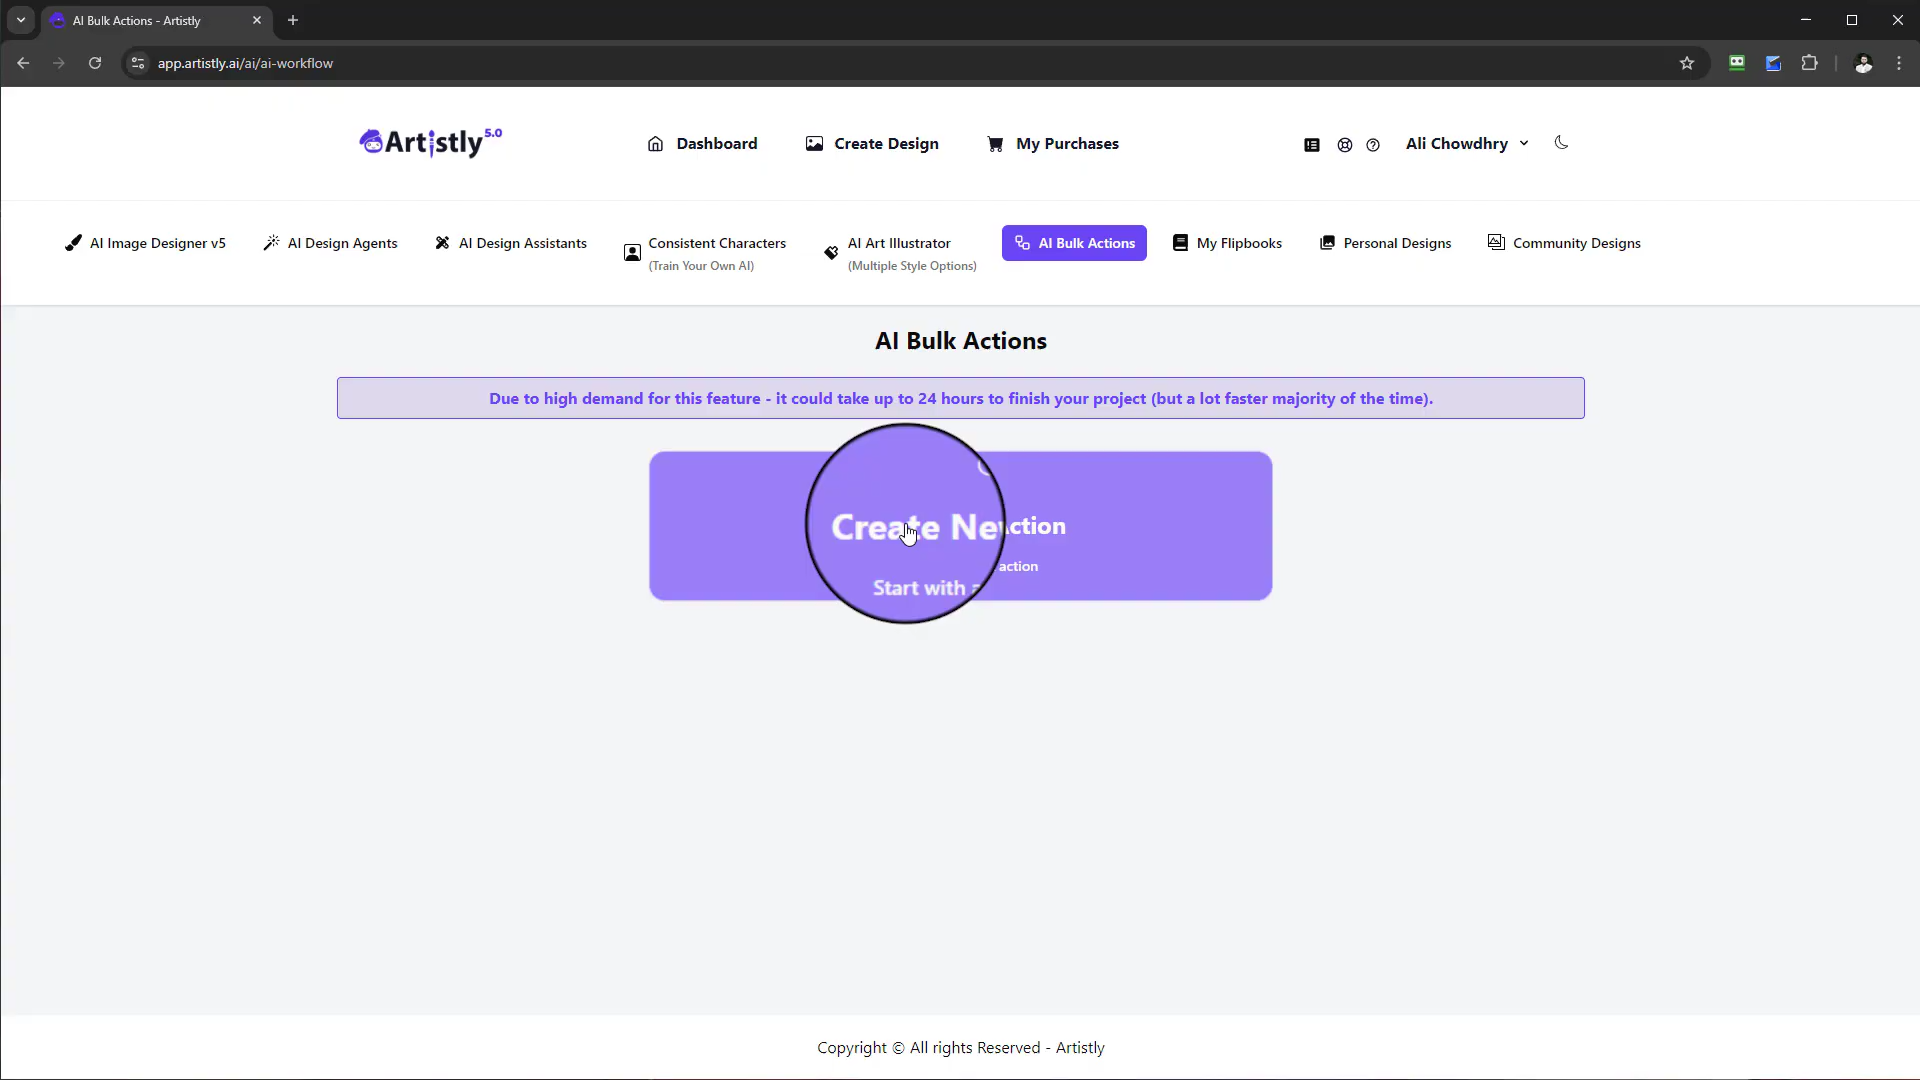 AI Bulk Actions - Artistly
app.artistly.ai/ai-workflow
Artistly 5.0
Dashboard
Create Design
My Purchases
Ali Chowdhry
AI Image Designer v5
AI Design Agents
AI Design Assistants
Consistent Characters
(Train Your Own AI)
AI Art Illustrator
(Multiple Style Options)
AI Bulk Actions
My Flipbooks
Personal Designs
Community Designs
AI Bulk Actions
Due to high demand for this feature - it could take up to 24 hours to finish your project (but a lot faster majority of the time).
Create Ne ction
Start with a action
Copyright © All rights Reserved - Artistly